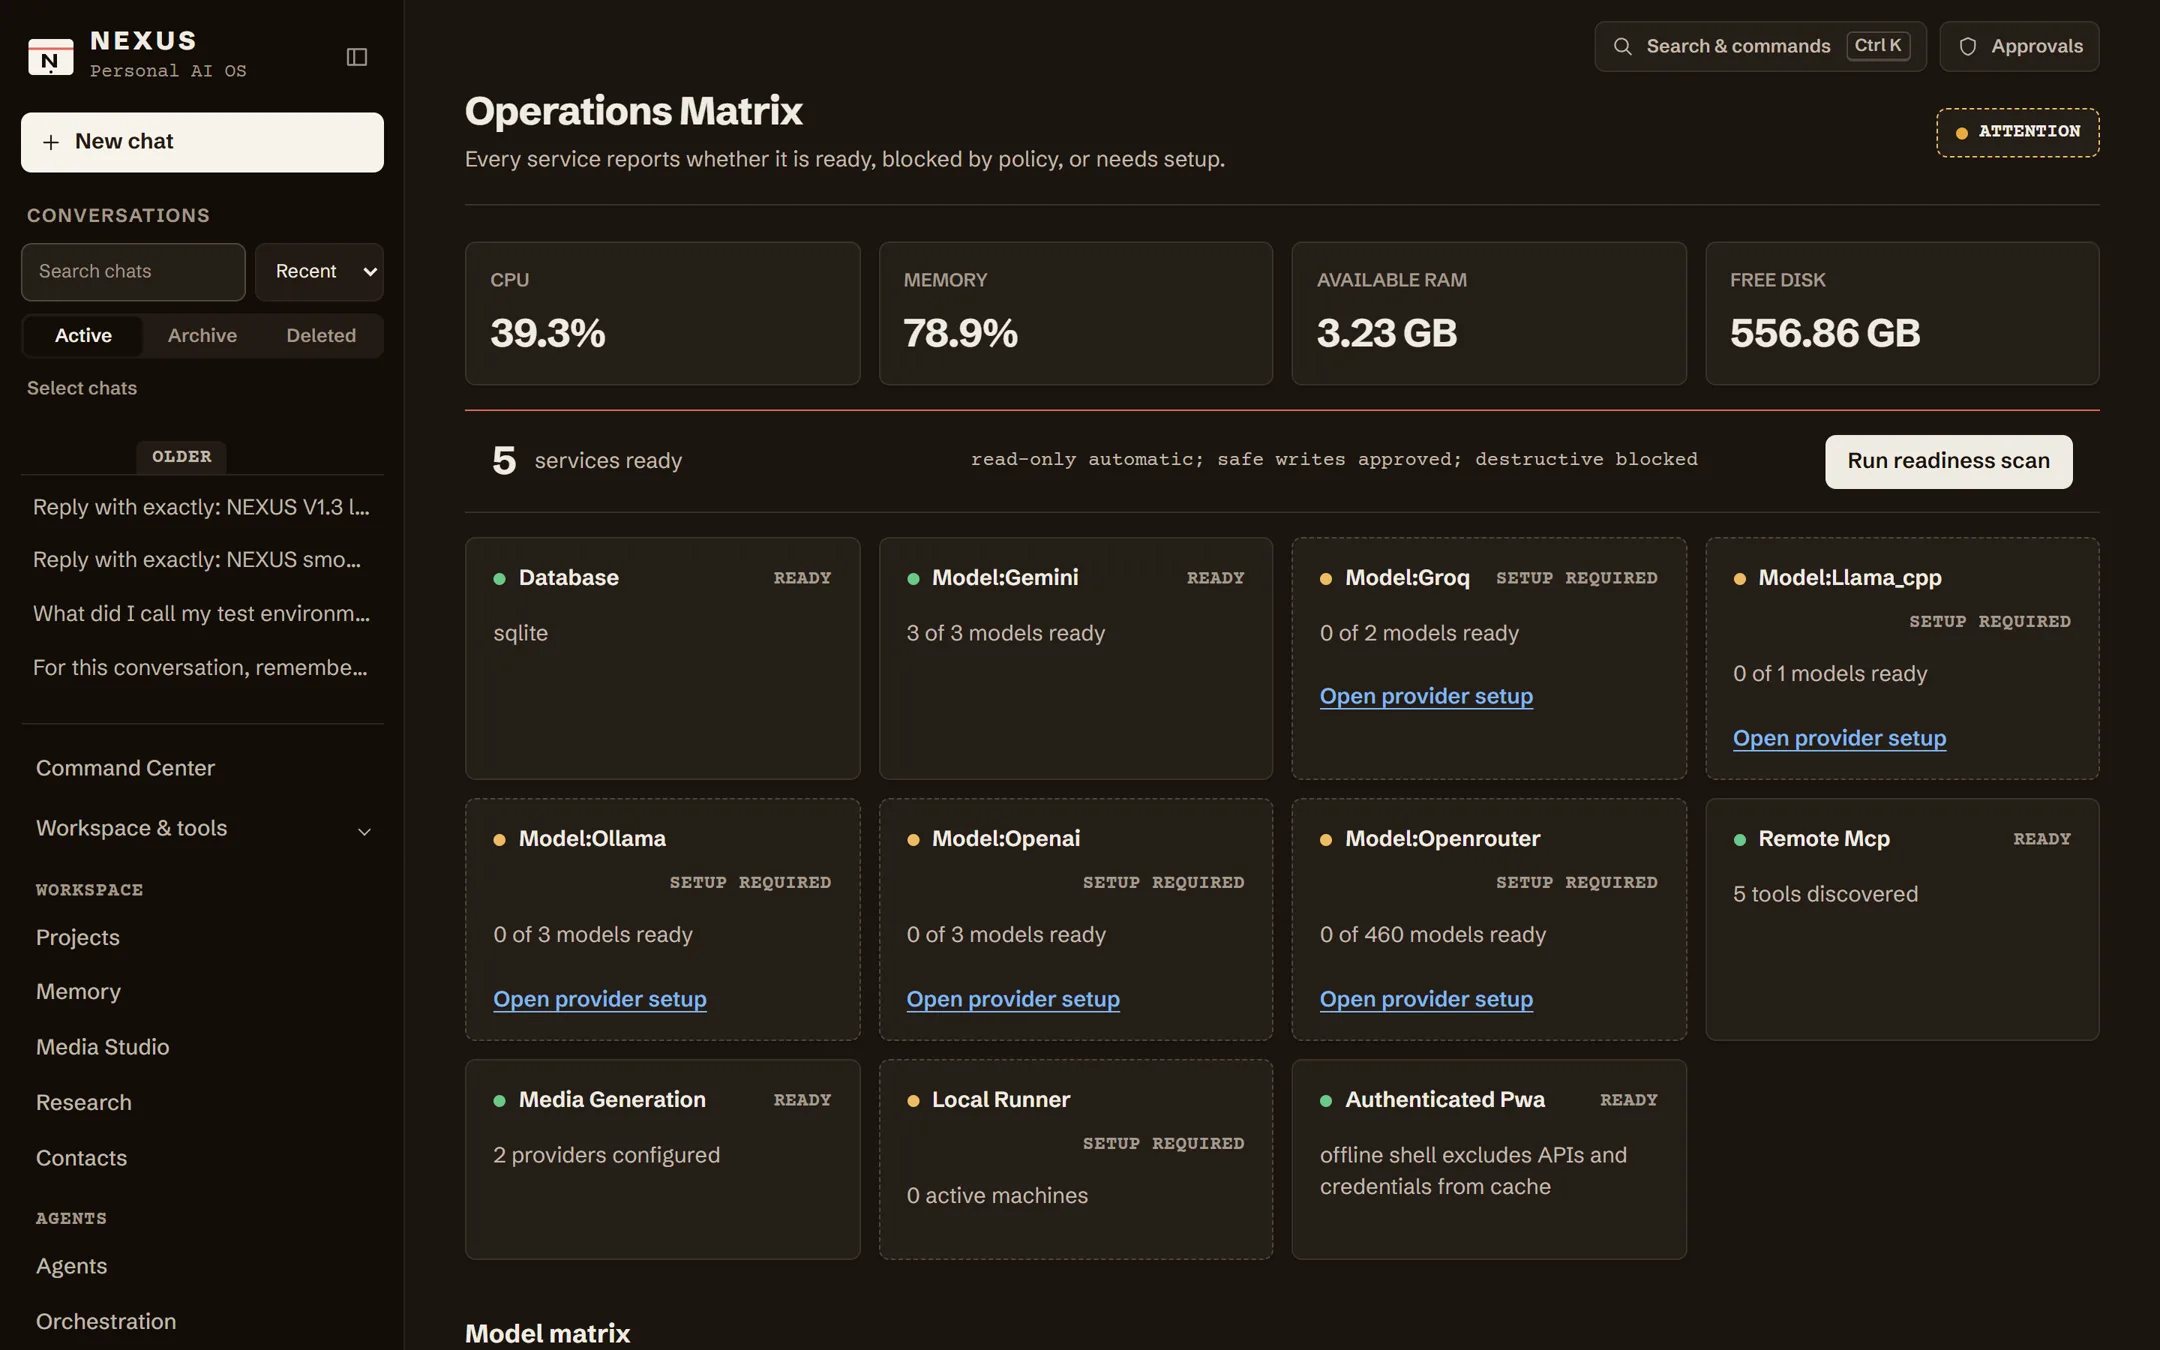 N
NEXUS
Personal AI OS
+ New chat
CONVERSATIONS
Search chats
Recent
Active
Archive
Deleted
Select chats
OLDER
Reply with exactly: NEXUS V1.3 l...
Reply with exactly: NEXUS smo...
What did I call my test environm...
For this conversation, remembe...
Command Center
Workspace & tools
WORKSPACE
Projects
Memory
Media Studio
Research
Contacts
AGENTS
Agents
Orchestration
Search & commands Ctrl K
Approvals
Operations Matrix
Every service reports whether it is ready, blocked by policy, or needs setup.
ATTENTION
CPU
39.3%
MEMORY
78.9%
AVAILABLE RAM
3.23 GB
FREE DISK
556.86 GB
5 services ready
read-only automatic; safe writes approved; destructive blocked
Run readiness scan
Database READY
sqlite
Model:Gemini READY
3 of 3 models ready
Model:Groq SETUP REQUIRED
0 of 2 models ready
Open provider setup
Model:Llama_cpp
SETUP REQUIRED
0 of 1 models ready
Open provider setup
Model:Ollama
SETUP REQUIRED
0 of 3 models ready
Open provider setup
Model:Openai
SETUP REQUIRED
0 of 3 models ready
Open provider setup
Model:Openrouter
SETUP REQUIRED
0 of 460 models ready
Open provider setup
Remote Mcp READY
5 tools discovered
Media Generation READY
2 providers configured
Local Runner
SETUP REQUIRED
0 active machines
Authenticated Pwa READY
offline shell excludes APIs and
credentials from cache
Model matrix